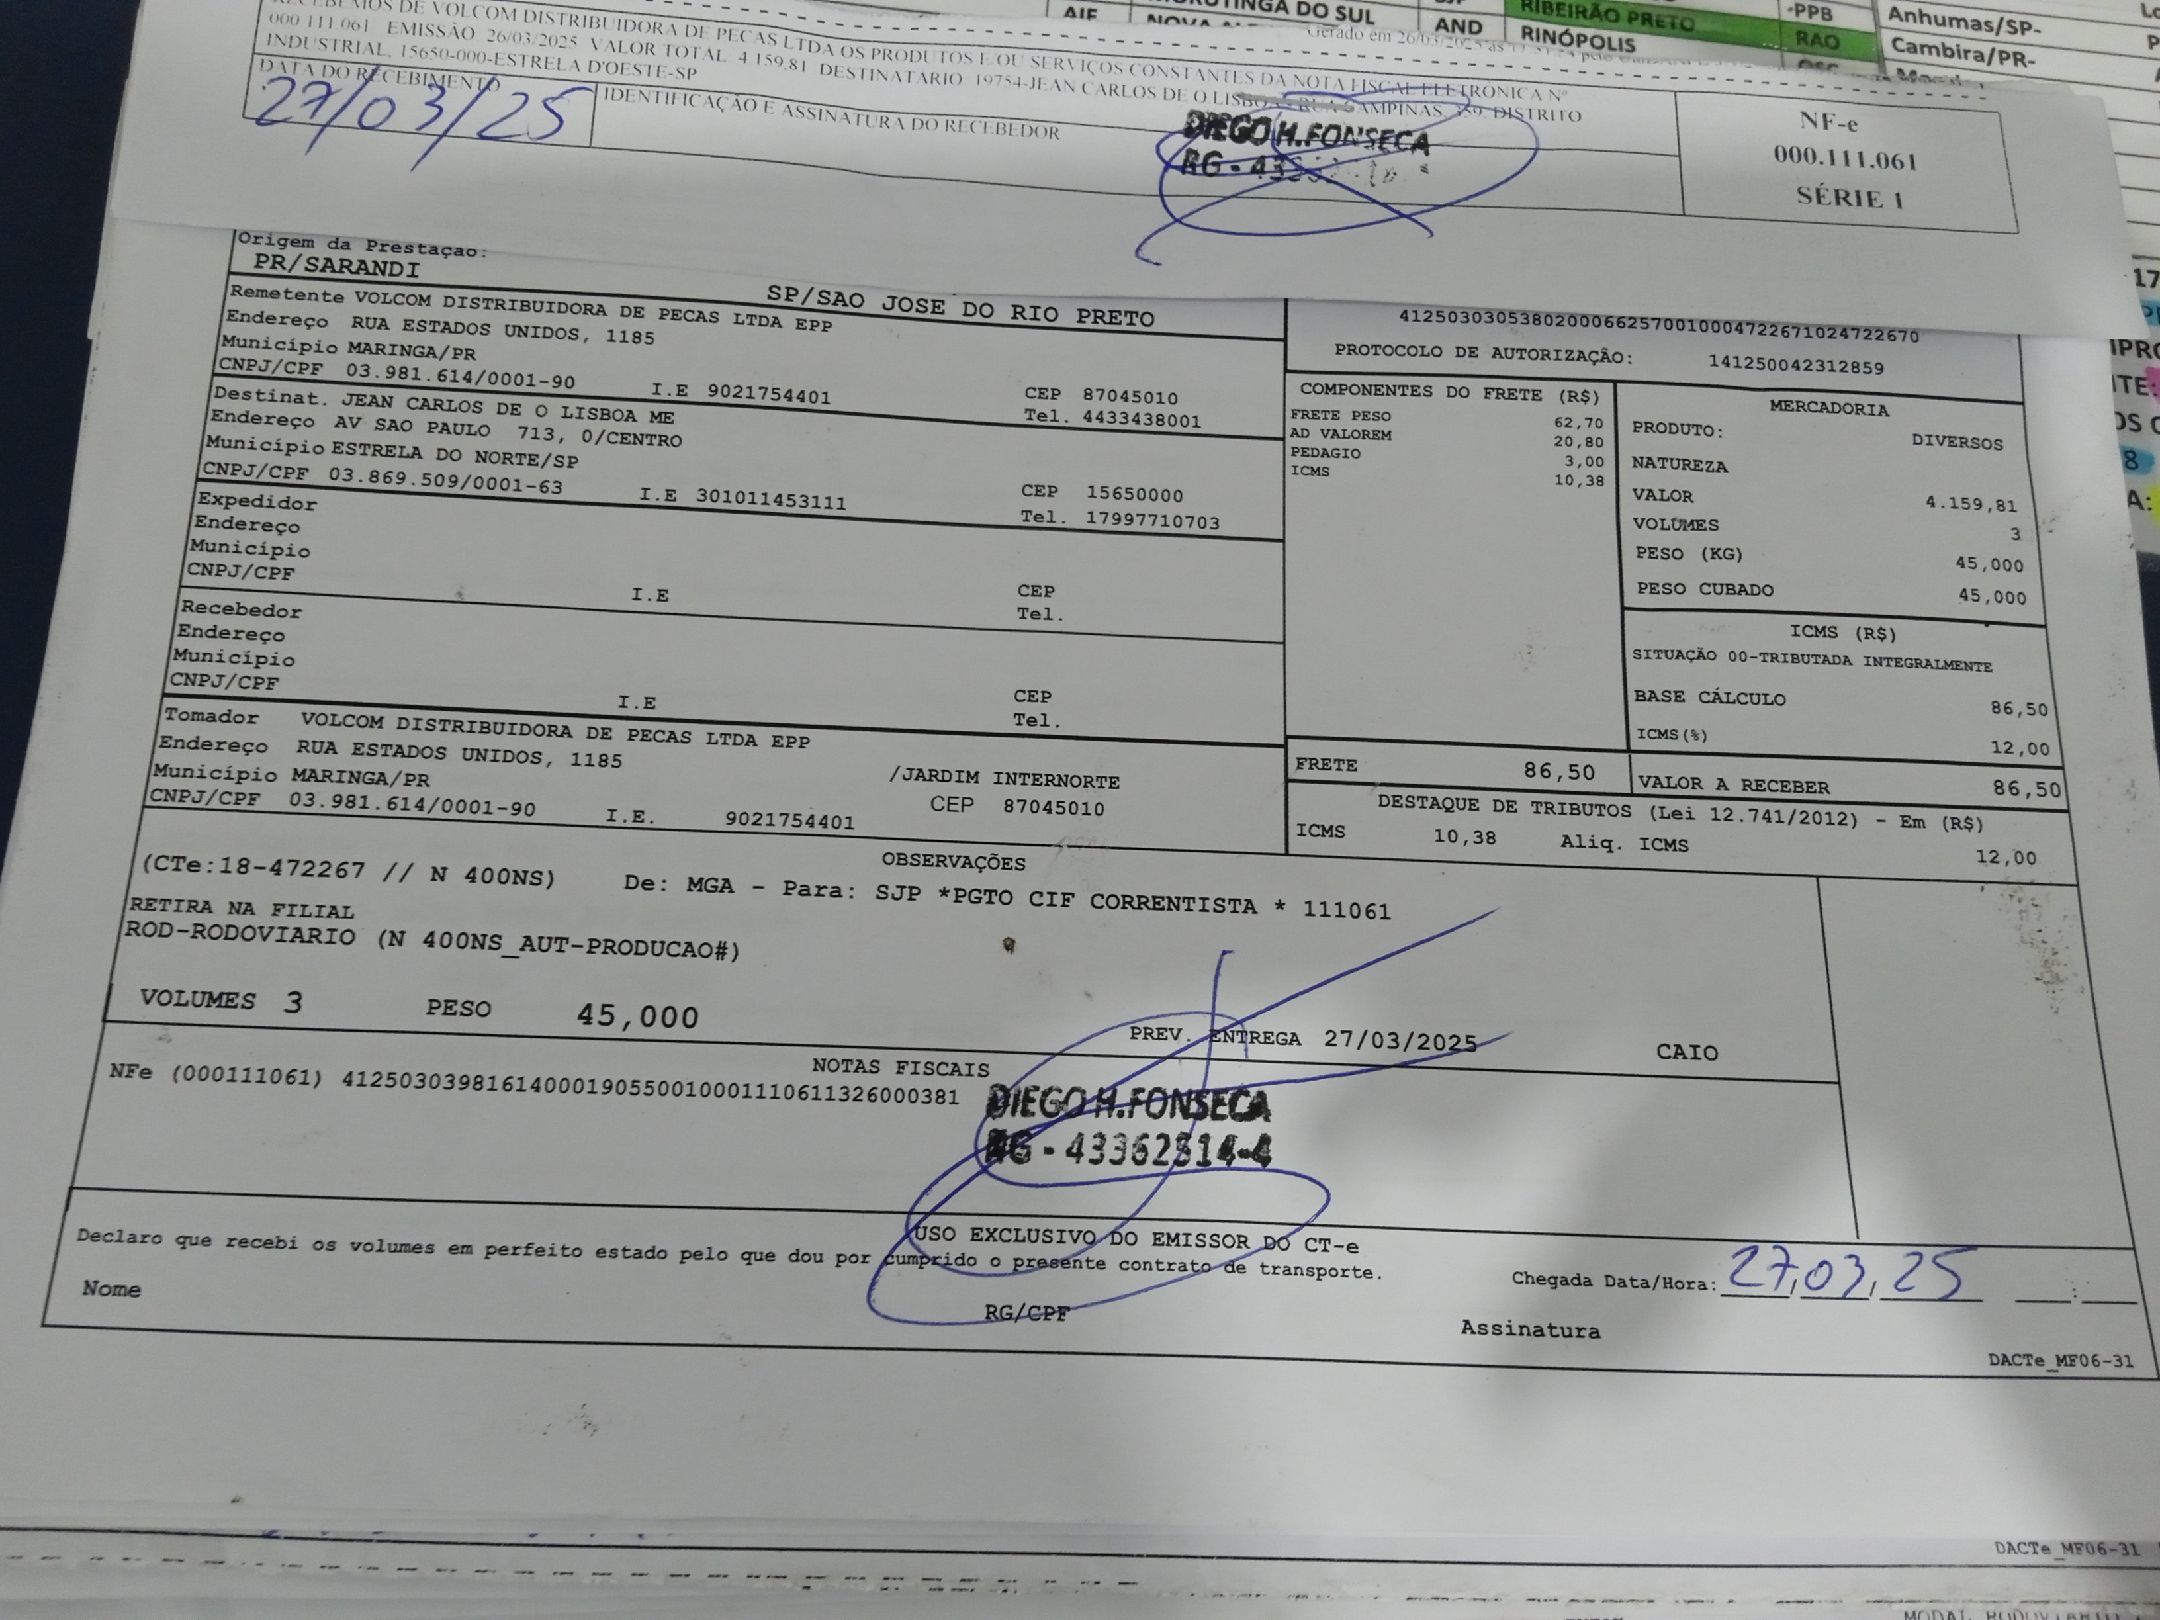 RECEBEMOS DE VOLCOM DISTRIBUIDORA DE PECAS LTDA OS PRODUTOS E/OU SERVIÇOS CONSTANTES DA NOTA FISCAL ELETRÔNICA Nº
000.111.061 EMISSÃO 26/03/2025 VALOR TOTAL 4.159,81 DESTINATARIO 19754-JEAN CARLOS DE O LISBOA - RUA CAMPINAS, 359, DISTRITO
INDUSTRIAL, 15650-000-ESTRELA D'OESTE-SP
DATA DO RECEBIMENTO
27/03/25
IDENTIFICAÇÃO E ASSINATURA DO RECEBEDOR
DIEGO H.FONSECA
NF-e
000.111.061
SÉRIE 1
AND
RIBEIRÃO PRETO
RINÓPOLIS
-PPB
RAO
Anhumas/SP-
Cambira/PR-
Origem da Prestaçao:
PR/SARANDI
SP/SAO JOSE DO RIO PRETO
41250303053802000662570010004722671024722670
PROTOCOLO DE AUTORIZAÇÃO: 141250042312859
Remetente VOLCOM DISTRIBUIDORA DE PECAS LTDA EPP
Endereço RUA ESTADOS UNIDOS, 1185
Município MARINGA/PR
CNPJ/CPF 03.981.614/0001-90 I.E 9021754401
CEP 87045010
Tel. 4433438001
Destinat. JEAN CARLOS DE O LISBOA ME
Endereço AV SAO PAULO 713, 0/CENTRO
Município ESTRELA DO NORTE/SP
CNPJ/CPF 03.869.509/0001-63 I.E 301011453111
CEP 15650000
Tel. 17997710703
Expedidor
Endereço
Município
CNPJ/CPF
I.E
CEP
Tel.
Recebedor
Endereço
Município
CNPJ/CPF
I.E
CEP
Tel.
Tomador VOLCOM DISTRIBUIDORA DE PECAS LTDA EPP
Endereço RUA ESTADOS UNIDOS, 1185 /JARDIM INTERNORTE
Município MARINGA/PR CEP 87045010
CNPJ/CPF 03.981.614/0001-90 I.E. 9021754401
COMPONENTES DO FRETE (R$)
FRETE PESO 62,70
AD VALOREM 20,80
PEDAGIO 3,00
ICMS 10,38
MERCADORIA
PRODUTO: DIVERSOS
NATUREZA
VALOR 4.159,81
VOLUMES 3
PESO (KG) 45,000
PESO CUBADO 45,000
ICMS (R$)
SITUAÇÃO 00-TRIBUTADA INTEGRALMENTE
BASE CÁLCULO 86,50
ICMS(%) 12,00
FRETE 86,50
VALOR A RECEBER 86,50
DESTAQUE DE TRIBUTOS (Lei 12.741/2012) - Em (R$)
ICMS 10,38 Aliq. ICMS 12,00
OBSERVAÇÕES
(CTe:18-472267 // N 400NS) De: MGA - Para: SJP *PGTO CIF CORRENTISTA * 111061
RETIRA NA FILIAL
ROD-RODOVIARIO (N 400NS_AUT-PRODUCAO#)
VOLUMES 3 PESO 45,000
PREV. ENTREGA 27/03/2025 CAIO
NOTAS FISCAIS
NFe (000111061) 41250303981614000190550010001110611326000381
DIEGO H.FONSECA
RG - 43362314-4
USO EXCLUSIVO DO EMISSOR DO CT-e
Declaro que recebi os volumes em perfeito estado pelo que dou por cumprido o presente contrato de transporte.
Chegada Data/Hora: 27,03,25 :
Nome
RG/CPF
Assinatura
DACTe_MF06-31
DACTe_MF06-31